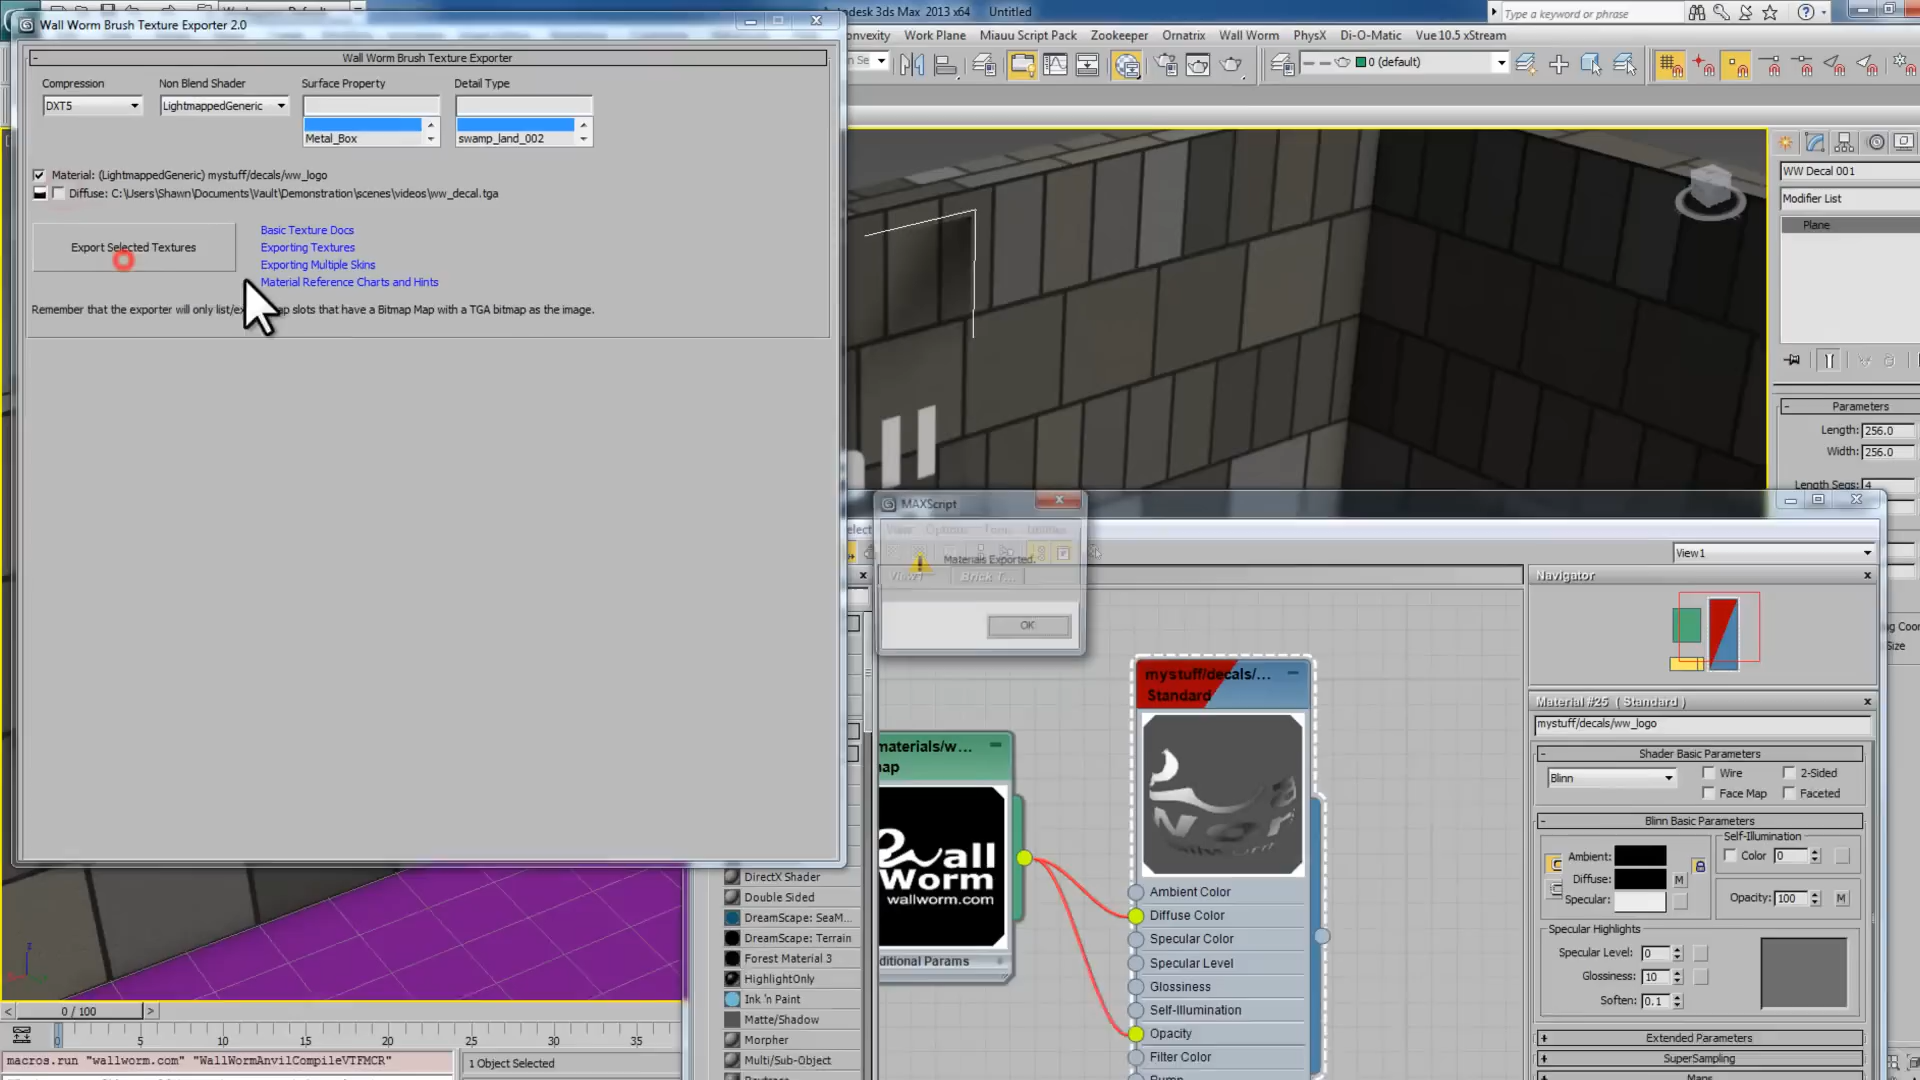 Wall Worm Brush Texture Exporter 2.0
Autodesk 3ds Max 2013 x64 Untitled
Type a keyword or phrase
Convexity Work Plane Miauu Script Pack Zookeeper Ornatrix Wall Worm PhysX Di-O-Matic Vue 10.5 xStream
0 (default)
Wall Worm Brush Texture Exporter
Compression Non Blend Shader Surface Property Detail Type
DXT5 LightmappedGeneric
Metal_Box swamp_land_002
Material: (LightmappedGeneric) mystuff/decals/ww_logo
Diffuse: C:\Users\Shawn\Documents\Vault\Demonstration\scenes\videos\ww_decal.tga
Export Selected Textures
Basic Texture Docs
Exporting Textures
Exporting Multiple Skins
Material Reference Charts and Hints
Remember that the exporter will only list/ex ap slots that have a Bitmap Map with a TGA bitmap as the image.
WW Decal 001
Modifier List
Plane
Parameters
Length: 256.0
Width: 256.0
Length Segs: 4
MAXScript
Materials Exported.
OK
View1
Brick T...
View1
Navigator
mystuff/decals/...
Standard
materials/w...
map
all
Worm
wallworm.com
ditional Params
Ambient Color
Diffuse Color
Specular Color
Specular Level
Glossiness
Self-Illumination
Opacity
Filter Color
Bump
Material #25 ( Standard )
mystuff/decals/ww_logo
Shader Basic Parameters
Blinn Wire 2-Sided
Face Map Faceted
Blinn Basic Parameters
Self-Illumination
Ambient: Color 0
Diffuse: M
Specular: Opacity: 100 M
Specular Highlights
Specular Level: 0
Glossiness: 10
Soften: 0.1
Extended Parameters
SuperSampling
Maps
DirectX Shader
Double Sided
DreamScape: SeaM...
DreamScape: Terrain
Forest Material 3
HighlightOnly
Ink 'n Paint
Matte/Shadow
Morpher
Multi/Sub-Object
0 / 100
0 5 10 15 20 25 30 35
macros.run "wallworm.com" "WallWormAnvilCompileVTFMCR"
1 Object Selected